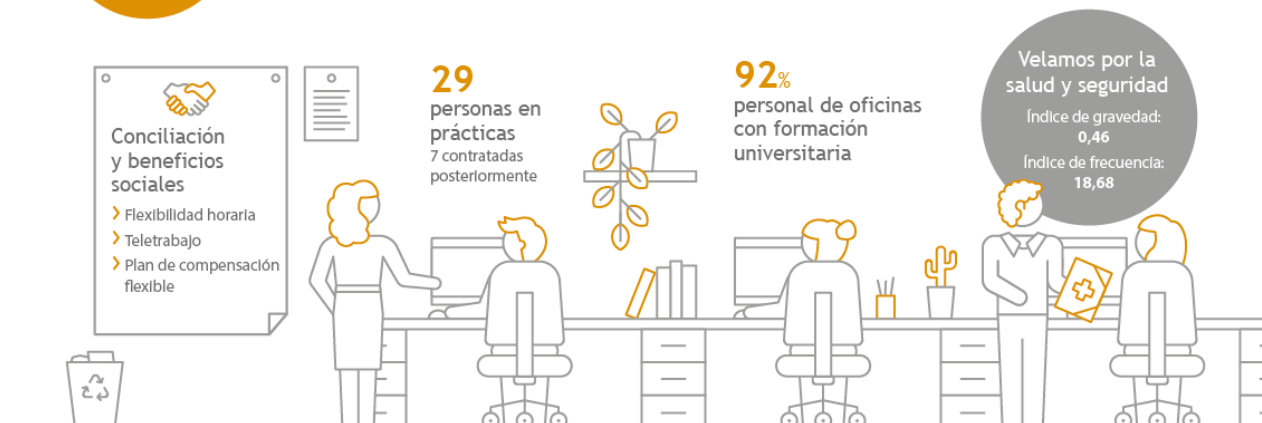 Conciliación
y beneficios
sociales
Flexibilidad horaria
Teletrabajo
Plan de compensación
flexible
29
personas en
prácticas
7 contratadas
posteriormente
92%
personal de oficinas
con formación
universitaria
Velamos por la
salud y seguridad
Índice de gravedad:
0,46
Índice de frecuencia:
18,68